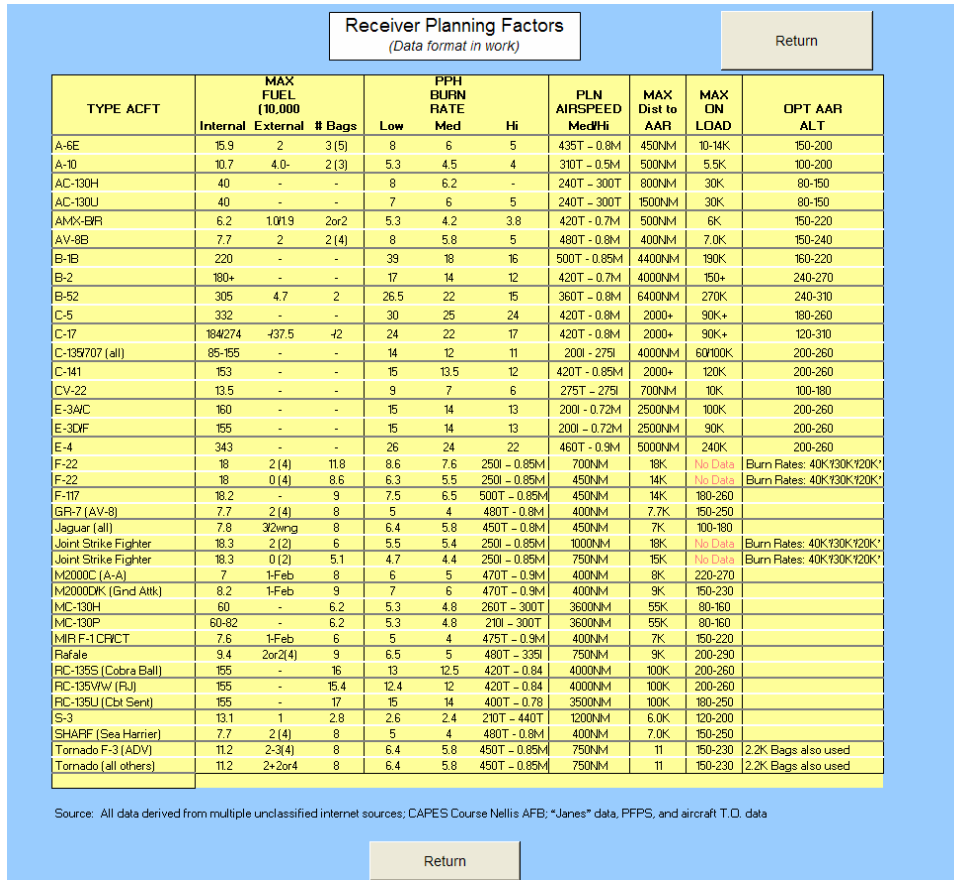 Receiver Planning Factors
(Data format in work)
Return
TYPE ACFT MAX FUEL (10,000 PPH BURN RATE PLN AIRSPEED MAX Dist to MAX ON OPT AAR
Internal External # Bags Low Med Hi Med/Hi AAR LOAD ALT
A-6E 15.9 2 3 (5) 8 6 5 435T - 0.8M 450NM 10-14K 150-200
A-10 10.7 4.0- 2 (3) 5.3 4.5 4 310T - 0.5M 500NM 5.5K 100-200
AC-130H 40 - - 8 6.2 - 240T - 300T 800NM 30K 80-150
AC-130U 40 - - 7 6 5 240T - 300T 1500NM 30K 80-150
AMX-B/R 6.2 1.0/1.9 2or2 5.3 4.2 3.8 420T - 0.7M 500NM 6K 150-220
AV-8B 7.7 2 2 (4) 8 5.8 5 480T - 0.8M 400NM 7.0K 150-240
B-1B 220 - - 39 18 16 500T - 0.85M 4400NM 190K 160-220
B-2 180+ - - 17 14 12 420T - 0.7M 4000NM 150+ 240-270
B-52 305 4.7 2 26.5 22 15 360T - 0.8M 6400NM 270K 240-310
C-5 332 - - 30 25 24 420T - 0.8M 2000+ 90K+ 180-260
C-17 184/274 -/37.5 -/2 24 22 17 420T - 0.8M 2000+ 90K+ 120-310
C-135/707 (all) 85-155 - - 14 12 11 200I - 275I 4000NM 60/100K 200-260
C-141 153 - - 15 13.5 12 420T - 0.85M 2000+ 120K 200-260
CV-22 13.5 - - 9 7 6 275T - 275I 700NM 10K 100-180
E-3A/C 160 - - 15 14 13 200I - 0.72M 2500NM 100K 200-260
E-3D/F 155 - - 15 14 13 200I - 0.72M 2500NM 90K 200-260
E-4 343 - - 26 24 22 460T - 0.9M 5000NM 240K 200-260
F-22 18 2 (4) 11.8 8.6 7.6 250I - 0.85M 700NM 18K No Data Burn Rates: 40K'/30K'/20K'
F-22 18 0 (4) 8.6 6.3 5.5 250I - 0.85M 450NM 14K No Data Burn Rates: 40K'/30K'/20K'
F-117 18.2 - 9 7.5 6.5 500T - 0.85M 450NM 14K 180-260
GR-7 (AV-8) 7.7 2 (4) 8 5 4 480T - 0.8M 400NM 7.7K 150-250
Jaguar (all) 7.8 3/2wng 8 6.4 5.8 450T - 0.8M 450NM 7K 100-180
Joint Strike Fighter 18.3 2 (2) 6 5.5 5.4 250I - 0.85M 1000NM 18K No Data Burn Rates: 40K'/30K'/20K'
Joint Strike Fighter 18.3 0 (2) 5.1 4.7 4.4 250I - 0.85M 750NM 15K No Data Burn Rates: 40K'/30K'/20K'
M2000C (A-A) 7 1-Feb 8 6 5 470T - 0.9M 400NM 8K 220-270
M2000D/K (Gnd Attk) 8.2 1-Feb 9 7 6 470T - 0.9M 400NM 9K 150-230
MC-130H 60 - 6.2 5.3 4.8 260T - 300T 3600NM 55K 80-160
MC-130P 60-82 - 6.2 5.3 4.8 210I - 300T 3600NM 55K 80-160
MIR F-1 CR/CT 7.6 1-Feb 6 5 4 475T - 0.9M 400NM 7K 150-220
Rafale 9.4 2or2(4) 9 6.5 5 480T - 335I 750NM 9K 200-290
RC-135S (Cobra Ball) 155 - 16 13 12.5 420T - 0.84 4000NM 100K 200-260
RC-135V/W (RJ) 155 - 15.4 12.4 12 420T - 0.84 4000NM 100K 200-260
RC-135U (Cbt Sent) 155 - 17 15 14 400T - 0.78 3500NM 100K 180-250
S-3 13.1 1 2.8 2.6 2.4 210T - 440T 1200NM 6.0K 120-200
SHARF (Sea Harrier) 7.7 2 (4) 8 5 4 480T - 0.8M 400NM 7.0K 150-250
Tornado F-3 (ADV) 11.2 2-3(4) 8 6.4 5.8 450T - 0.85M 750NM 11 150-230 2.2K Bags also used
Tornado (all others) 11.2 2+2or4 8 6.4 5.8 450T - 0.85M 750NM 11 150-230 2.2K Bags also used
Source: All data derived from multiple unclassified internet sources; CAPES Course Nellis AFB; "Janes" data, PFPS, and aircraft T.O. data
Return